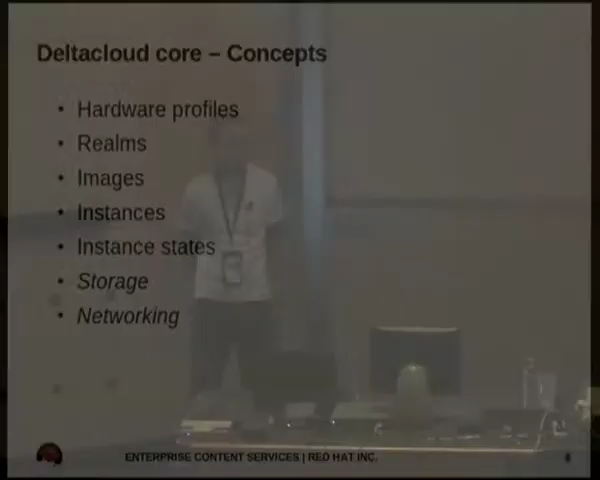 Deltacloud core – Concepts
• Hardware profiles
• Realms
• Images
• Instances
• Instance states
• Storage
• Networking
ENTERPRISE CONTENT SERVICES | RED HAT INC.